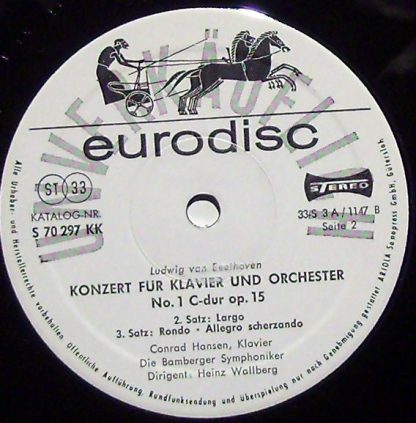 UNVERKÄUFLICH
eurodisc
ST 33
STEREO
KATALOG-NR.
S 70 297 KK
33/S 3 A / 1147 B
Seite 2
Ludwig van Beethoven
KONZERT FÜR KLAVIER UND ORCHESTER
No. 1 C-dur op. 15
2. Satz: Largo
3. Satz: Rondo · Allegro scherzando
Conrad Hansen, Klavier
Die Bamberger Symphoniker
Dirigent: Heinz Wallberg
Alle Urheber- und Herstellerrechte vorbehalten. Öffentliche Aufführung, Rundfunksendung und Überspielung nur nach Genehmigung gestattet. ARIOLA Sonopress GmbH, Gütersloh